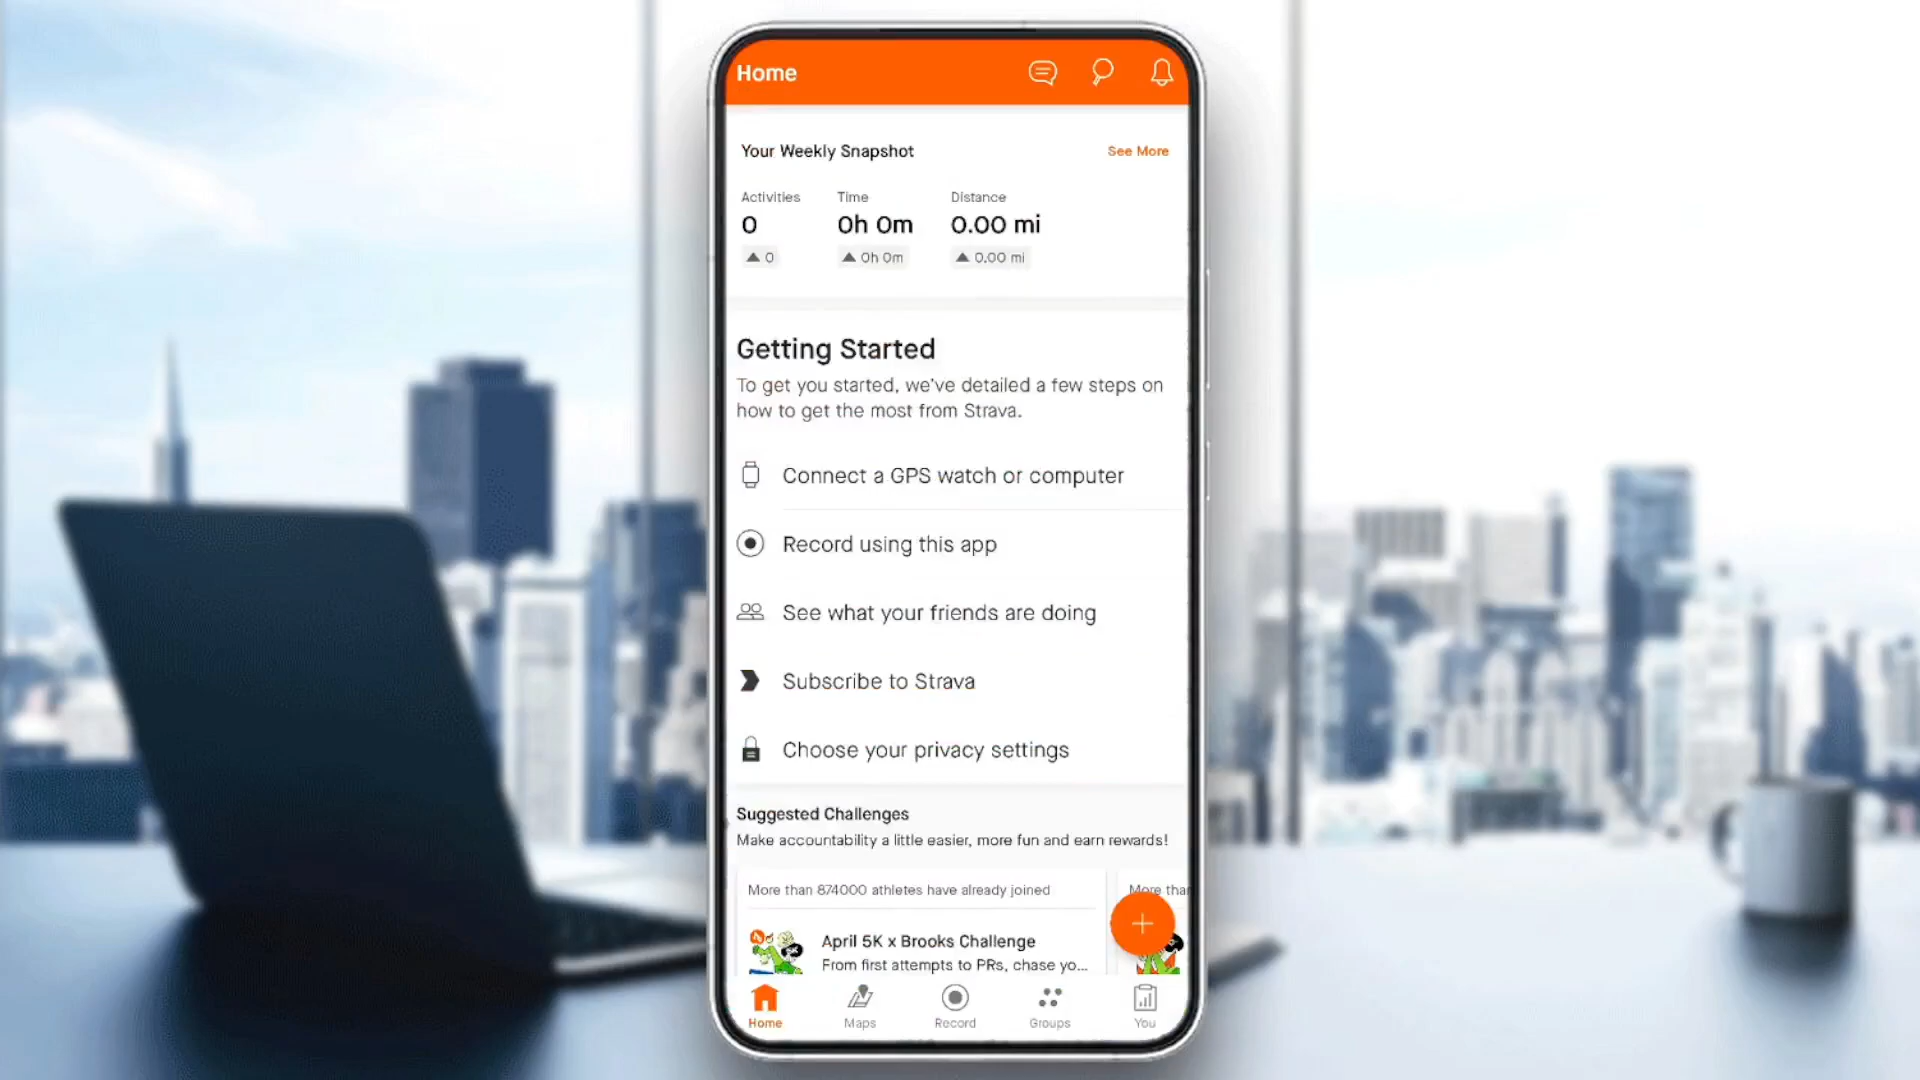 Home
Your Weekly Snapshot
See More
Activities Time Distance
0 0h 0m 0.00 mi
0 0h 0m 0.00 mi
Getting Started
To get you started, we've detailed a few steps on
how to get the most from Strava.
Connect a GPS watch or computer
Record using this app
See what your friends are doing
Subscribe to Strava
Choose your privacy settings
Suggested Challenges
Make accountability a little easier, more fun and earn rewards!
More than 874000 athletes have already joined
More than
April 5K x Brooks Challenge
From first attempts to PRs, chase yo...
Home Maps Record Groups You